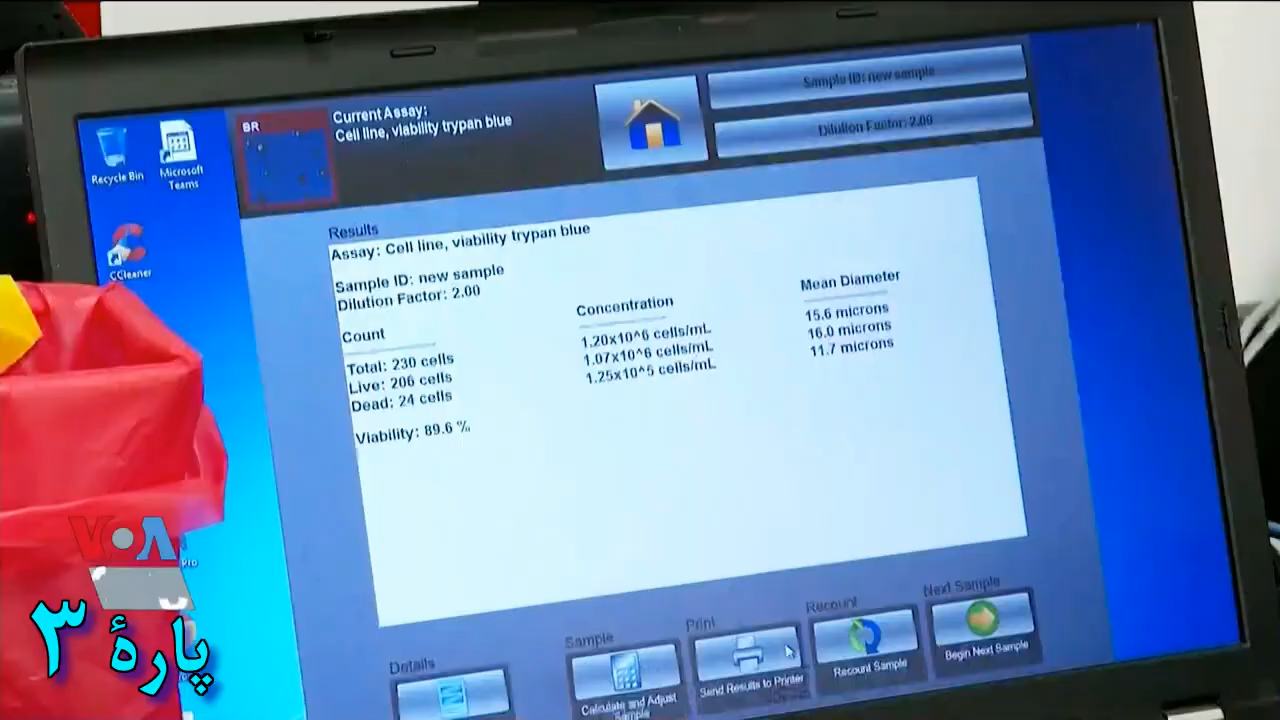 Recycle Bin
Microsoft Teams
CCleaner
BR
Current Assay:
Cell line, viability trypan blue
Sample ID: new sample
Dilution Factor: 2.00
Results
Assay: Cell line, viability trypan blue
Sample ID: new sample
Dilution Factor: 2.00
Count
Total: 230 cells
Live: 206 cells
Dead: 24 cells
Viability: 89.6 %
Concentration
1.20x10^6 cells/mL
1.07x10^6 cells/mL
1.25x10^5 cells/mL
Mean Diameter
15.6 microns
16.0 microns
11.7 microns
Details
Sample
Calculate and Adjust
Sample
Print
Send Results to Printer
Recount
Recount Sample
Next Sample
Begin Next Sample
VOA
پارهٔ ۳